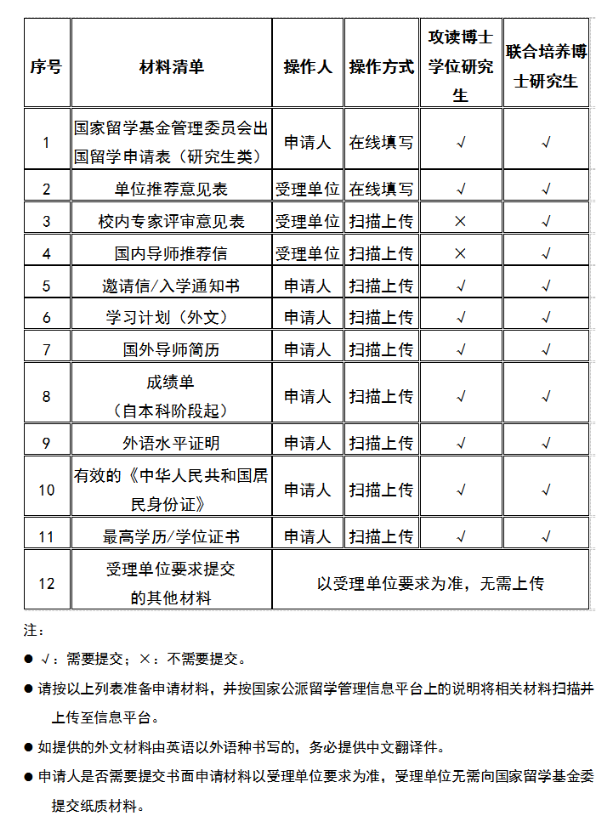 序号 材料清单 操作人 操作方式 攻读博士学位研究生 联合培养博士研究生
1 国家留学基金管理委员会出国留学申请表（研究生类） 申请人 在线填写 √ √
2 单位推荐意见表 受理单位 在线填写 √ √
3 校内专家评审意见表 受理单位 扫描上传 × √
4 国内导师推荐信 受理单位 扫描上传 × √
5 邀请信/入学通知书 申请人 扫描上传 √ √
6 学习计划（外文） 申请人 扫描上传 √ √
7 国外导师简历 申请人 扫描上传 √ √
8 成绩单（自本科阶段起） 申请人 扫描上传 √ √
9 外语水平证明 申请人 扫描上传 √ √
10 有效的《中华人民共和国居民身份证》 申请人 扫描上传 √ √
11 最高学历/学位证书 申请人 扫描上传 √ √
12 受理单位要求提交的其他材料 以受理单位要求为准，无需上传
注：
● √：需要提交；×：不需要提交。
● 请按以上列表准备申请材料，并按国家公派留学管理信息平台上的说明将相关材料扫描并
上传至信息平台。
● 如提供的外文材料由英语以外语种书写的，务必提供中文翻译件。
● 申请人是否需要提交书面申请材料以受理单位要求为准，受理单位无需向国家留学基金委
提交纸质材料。